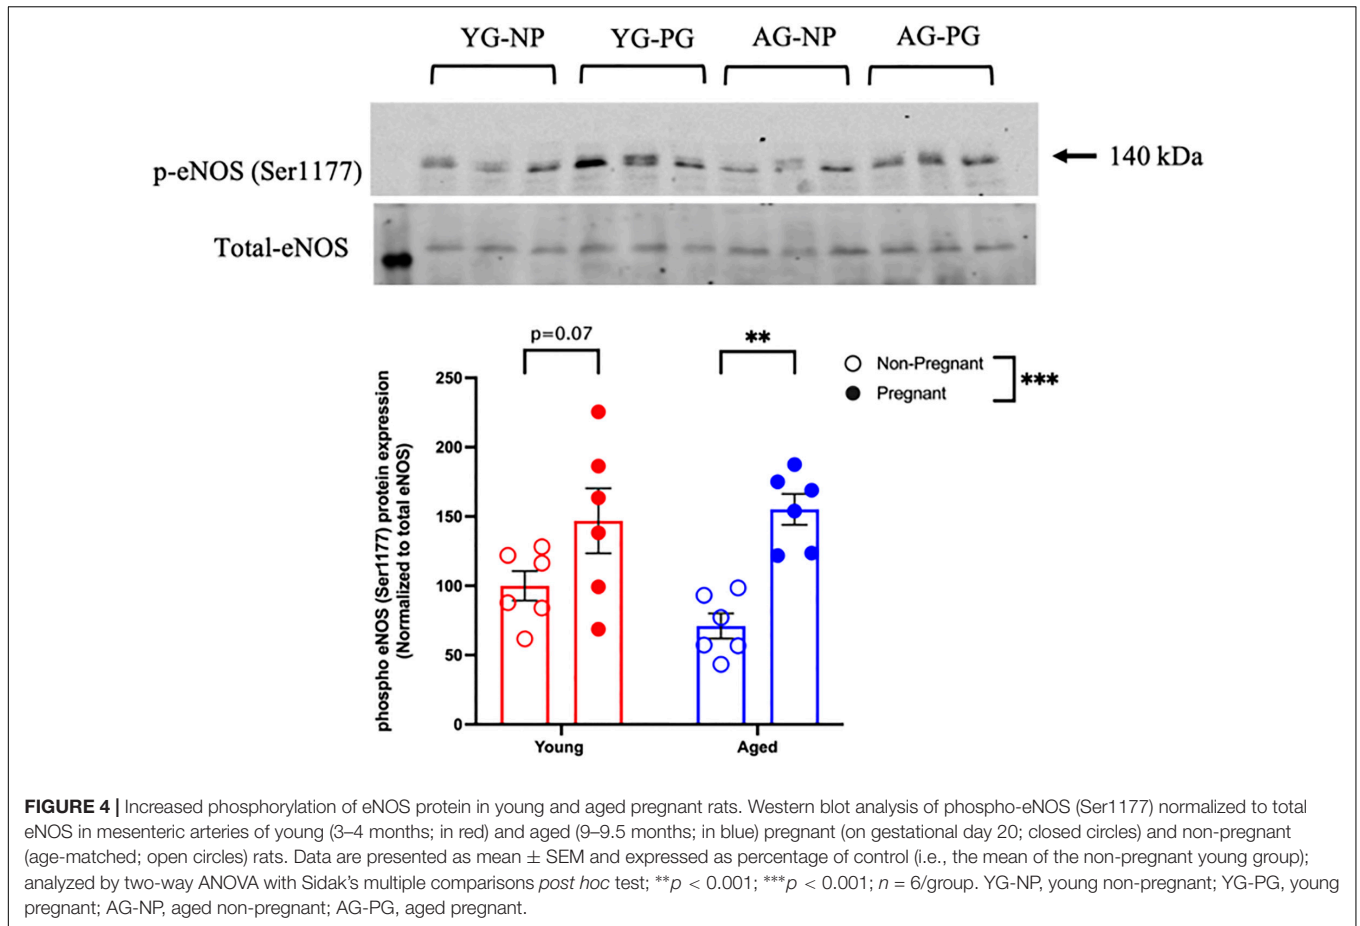 YG-NP YG-PG AG-NP AG-PG
p-eNOS (Ser1177)
140 kDa
Total-eNOS
p=0.07
**
Non-Pregnant
Pregnant
***
phospho eNOS (Ser1177) protein expression
(Normalized to total eNOS)
250
200
150
100
50
0
Young
Aged
FIGURE 4 | Increased phosphorylation of eNOS protein in young and aged pregnant rats. Western blot analysis of phospho-eNOS (Ser1177) normalized to total
eNOS in mesenteric arteries of young (3–4 months; in red) and aged (9–9.5 months; in blue) pregnant (on gestational day 20; closed circles) and non-pregnant
(age-matched; open circles) rats. Data are presented as mean ± SEM and expressed as percentage of control (i.e., the mean of the non-pregnant young group);
analyzed by two-way ANOVA with Sidak's multiple comparisons post hoc test; **p < 0.001; ***p < 0.001; n = 6/group. YG-NP, young non-pregnant; YG-PG, young
pregnant; AG-NP, aged non-pregnant; AG-PG, aged pregnant.